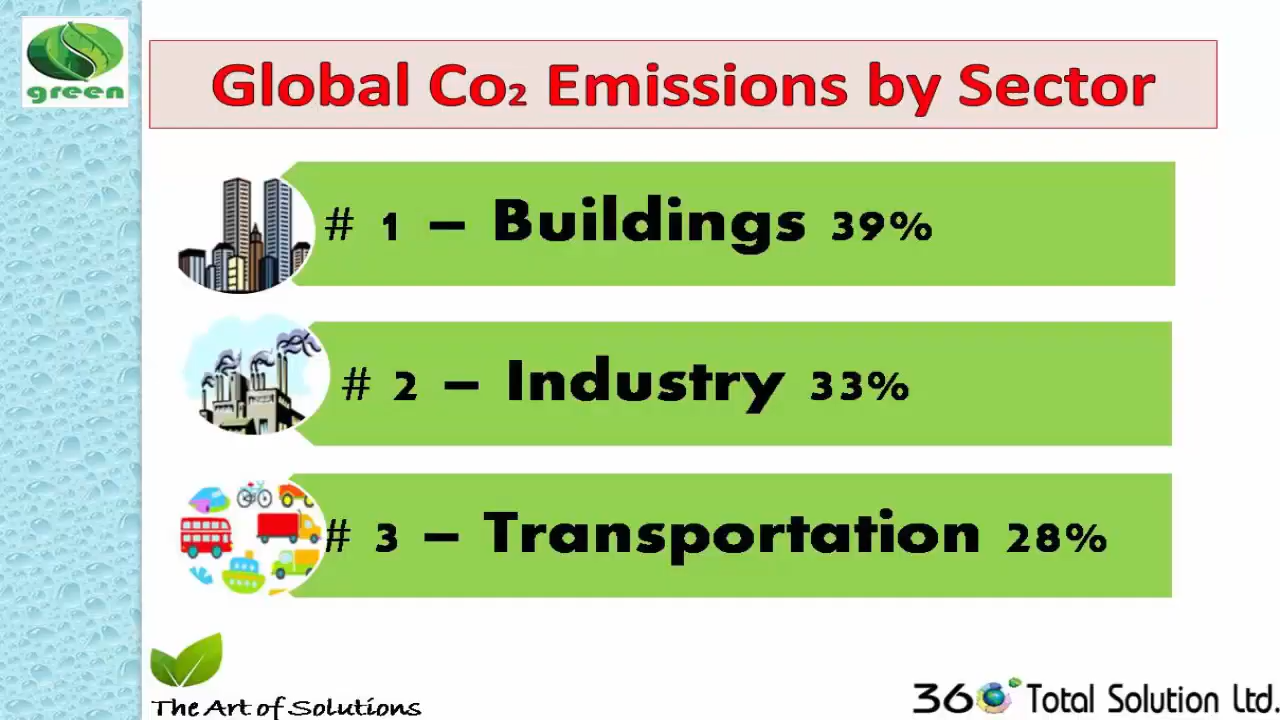 green
Global Co₂ Emissions by Sector
# 1 – Buildings 39%
# 2 – Industry 33%
# 3 – Transportation 28%
The Art of Solutions
360 Total Solution Ltd.